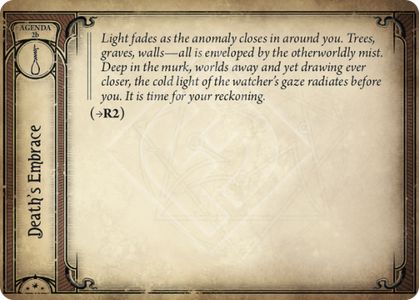 AGENDA
2b
Death's Embrace
Light fades as the anomaly closes in around you. Trees,
graves, walls—all is enveloped by the otherworldly mist.
Deep in the murk, worlds away and yet drawing ever
closer, the cold light of the watcher's gaze radiates before
you. It is time for your reckoning.
(→R2)